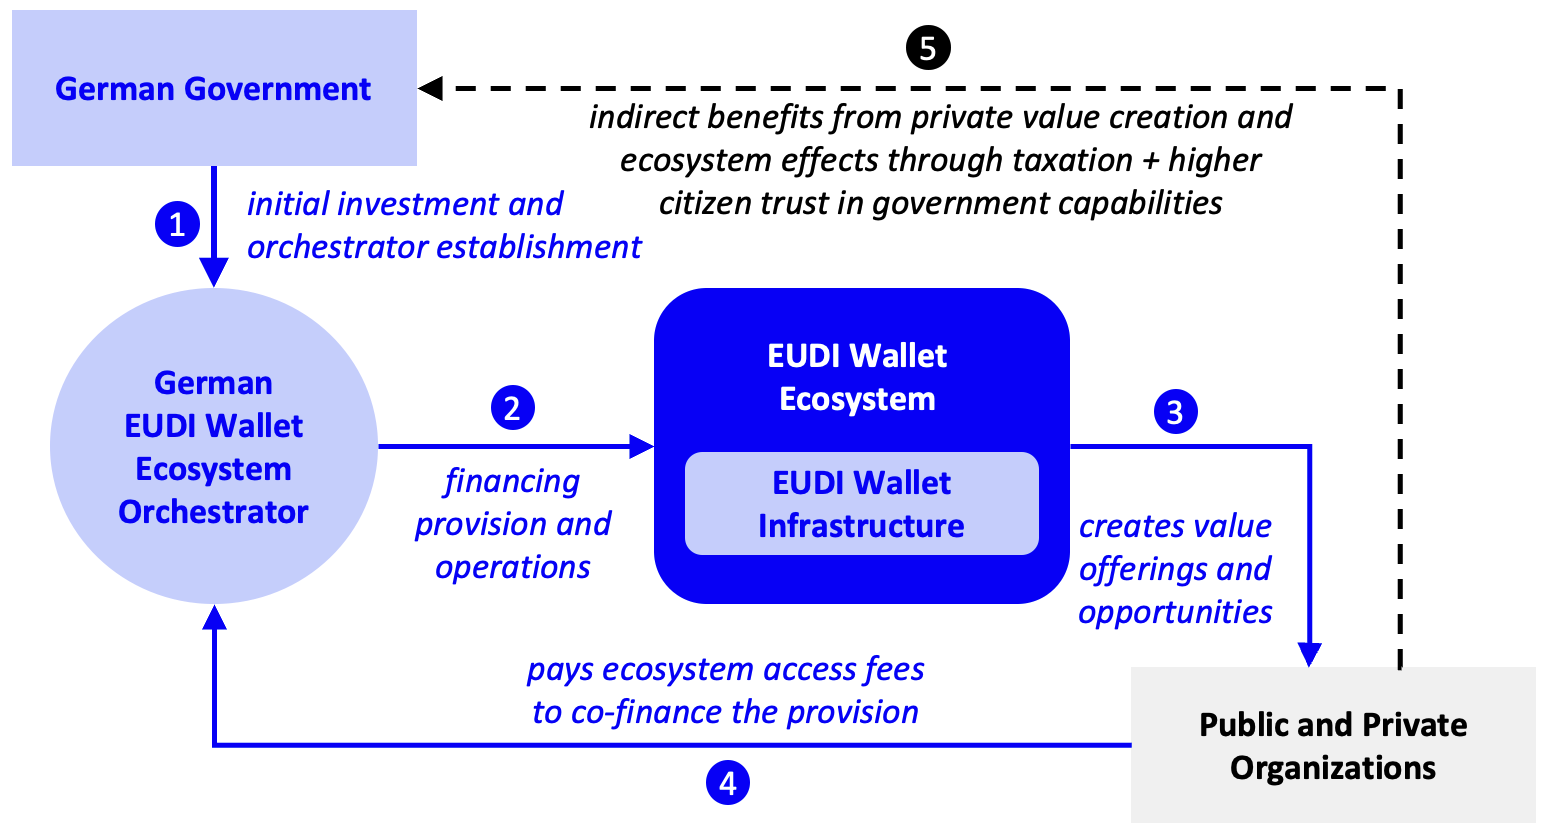 German Government
5
indirect benefits from private value creation and
ecosystem effects through taxation + higher
citizen trust in government capabilities
1
initial investment and
orchestrator establishment
German
EUDI Wallet
Ecosystem
Orchestrator
2
financing
provision and
operations
EUDI Wallet
Ecosystem
EUDI Wallet
Infrastructure
3
creates value
offerings and
opportunities
pays ecosystem access fees
to co-finance the provision
4
Public and Private
Organizations